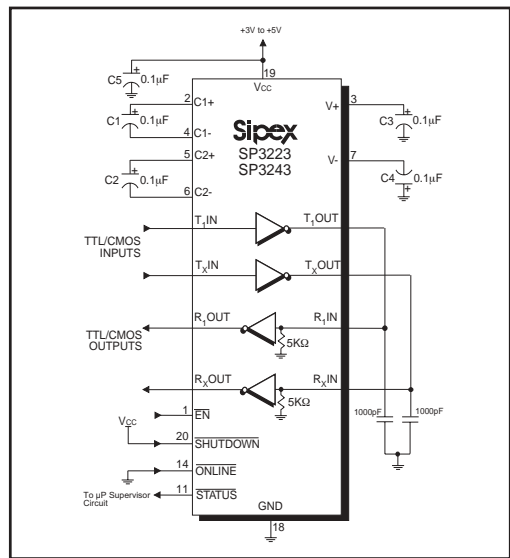 +3V to +5V
19
VCC
C5
+
0.1µF
2
C1+
+
C1
0.1µF
4
C1-
5
C2+
+
C2
0.1µF
6
C2-
Sipex
SP3223
SP3243
V+
3
+
C3
0.1µF
V-
7
C4
0.1µF
+
TTL/CMOS
INPUTS
T1IN
T1OUT
TXIN
TXOUT
TTL/CMOS
OUTPUTS
R1OUT
R1IN
5KΩ
RXOUT
RXIN
5KΩ
1000pF
1000pF
1
EN
VCC
20
SHUTDOWN
14
ONLINE
To µP Supervisor
Circuit
11
STATUS
GND
18